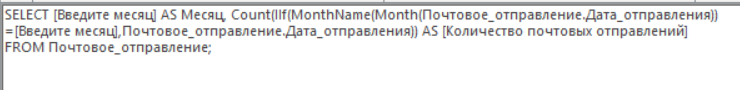 SELECT [Введите месяц] AS Месяц, Count(IIf(MonthName(Month(Почтовое_отправление.Дата_отправления))
=[Введите месяц],Почтовое_отправление.Дата_отправления)) AS [Количество почтовых отправлений]
FROM Почтовое_отправление;